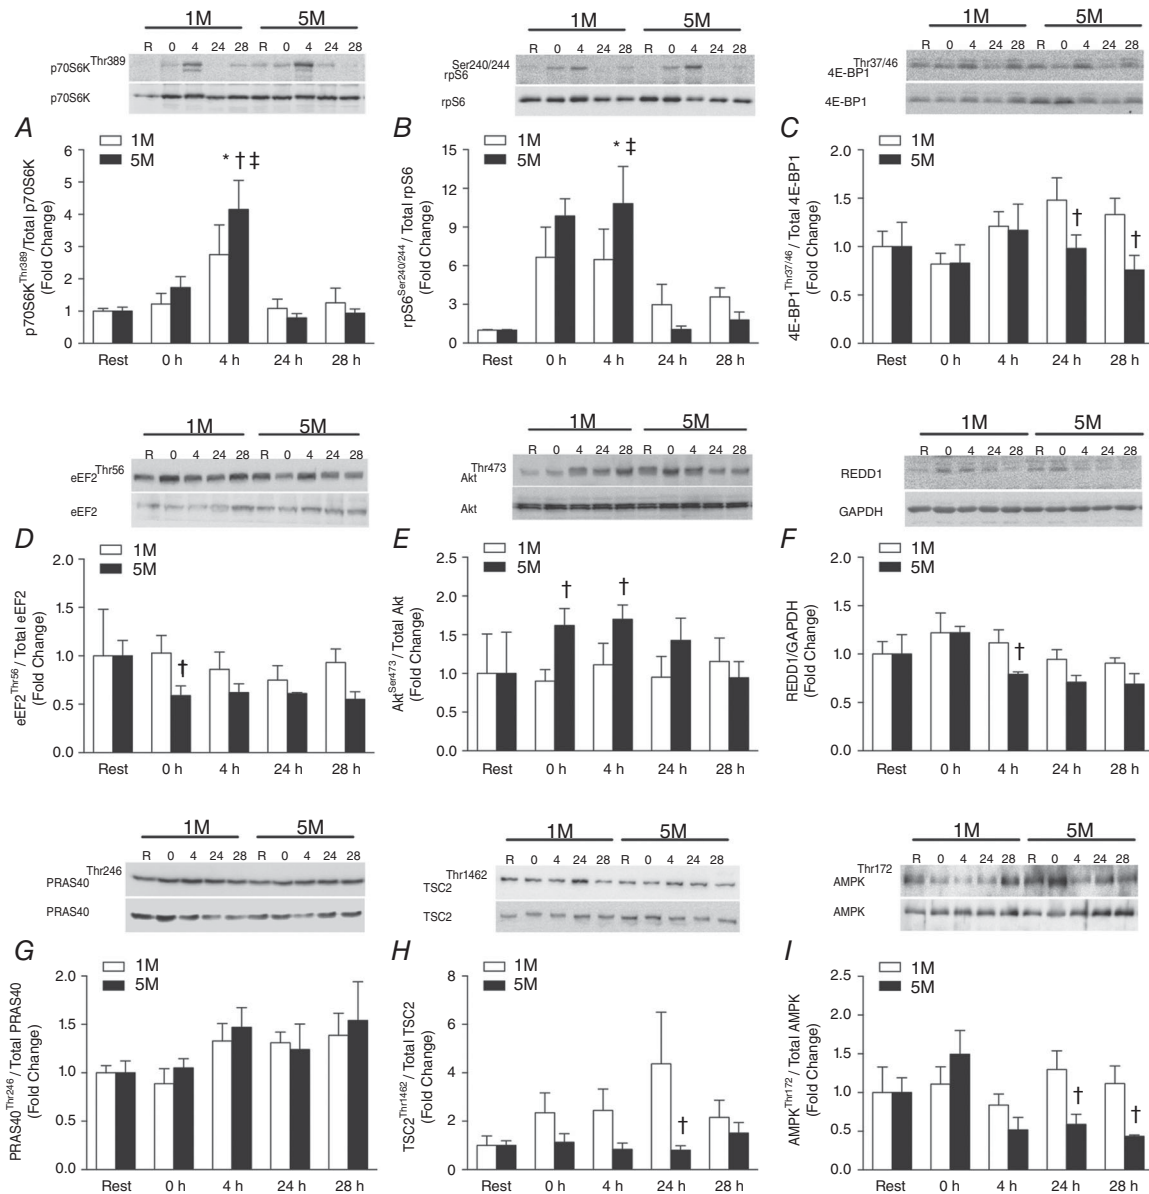 1M 5M
R 0 4 24 28 R 0 4 24 28
p70S6K Thr389
p70S6K
1M 5M
R 0 4 24 28 R 0 4 24 28
Ser240/244
rpS6
rpS6
1M 5M
R 0 4 24 28 R 0 4 24 28
Thr37/46
4E-BP1
4E-BP1
A
1M
5M
p70S6K Thr389/Total p70S6K
(Fold Change)
6
5
4
3
2
1
0
* † ‡
Rest 0 h 4 h 24 h 28 h
B
1M
5M
rpS6 Ser240/244 / Total rpS6
(Fold Change)
15
12
9
6
3
0
* ‡
Rest 0 h 4 h 24 h 28 h
C
1M
5M
4E-BP1 Thr37/46 / Total 4E-BP1
(Fold Change)
2.0
1.5
1.0
0.5
0
† †
Rest 0 h 4 h 24 h 28 h
1M 5M
R 0 4 24 28 R 0 4 24 28
eEF2 Thr56
eEF2
1M 5M
R 0 4 24 28 R 0 4 24 28
Thr473
Akt
Akt
1M 5M
R 0 4 24 28 R 0 4 24 28
REDD1
GAPDH
D
1M
5M
eEF2 Thr56 / Total eEF2
(Fold Change)
2.0
1.5
1.0
0.5
0.0
†
Rest 0 h 4 h 24 h 28 h
E
1M
5M
Akt Ser473 / Total Akt
(Fold Change)
2.5
2.0
1.5
1.0
0.5
0.0
† †
Rest 0 h 4 h 24 h 28 h
F
1M
5M
REDD1/GAPDH
(Fold Change)
2.0
1.5
1.0
0.5
0.0
†
Rest 0 h 4 h 24 h 28 h
1M 5M
R 0 4 24 28 R 0 4 24 28
Thr246
PRAS40
PRAS40
1M 5M
R 0 4 24 28 R 0 4 24 28
Thr1462
TSC2
TSC2
1M 5M
R 0 4 24 28 R 0 4 24 28
Thr172
AMPK
AMPK
G
1M
5M
PRAS40 Thr246 / Total PRAS40
(Fold Change)
2.0
1.5
1.0
0.5
0.0
Rest 0 h 4 h 24 h 28 h
H
1M
5M
TSC2 Thr1462 / Total TSC2
(Fold Change)
8
6
4
2
0
†
Rest 0 h 4 h 24 h 28 h
I
1M
5M
AMPK Thr172 / Total AMPK
(Fold Change)
2.5
2.0
1.5
1.0
0.5
0.0
† †
Rest 0 h 4 h 24 h 28 h